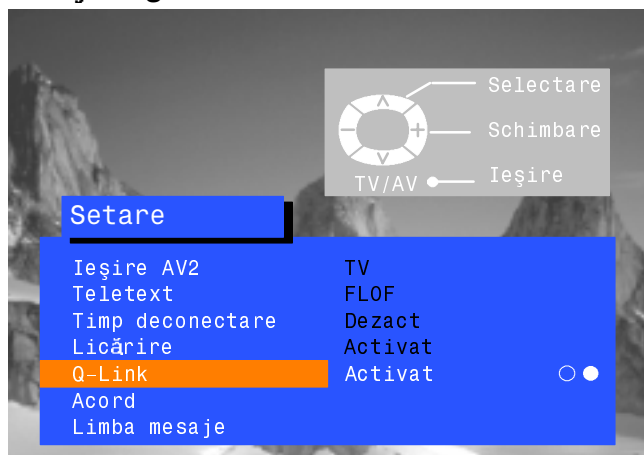 Selectare
Schimbare
TV/AV Ieşire
Setare
Ieşire AV2 TV
Teletext FLOF
Timp deconectare Dezact
Licărire Activat
Q-Link Activat
Acord
Limba mesaje